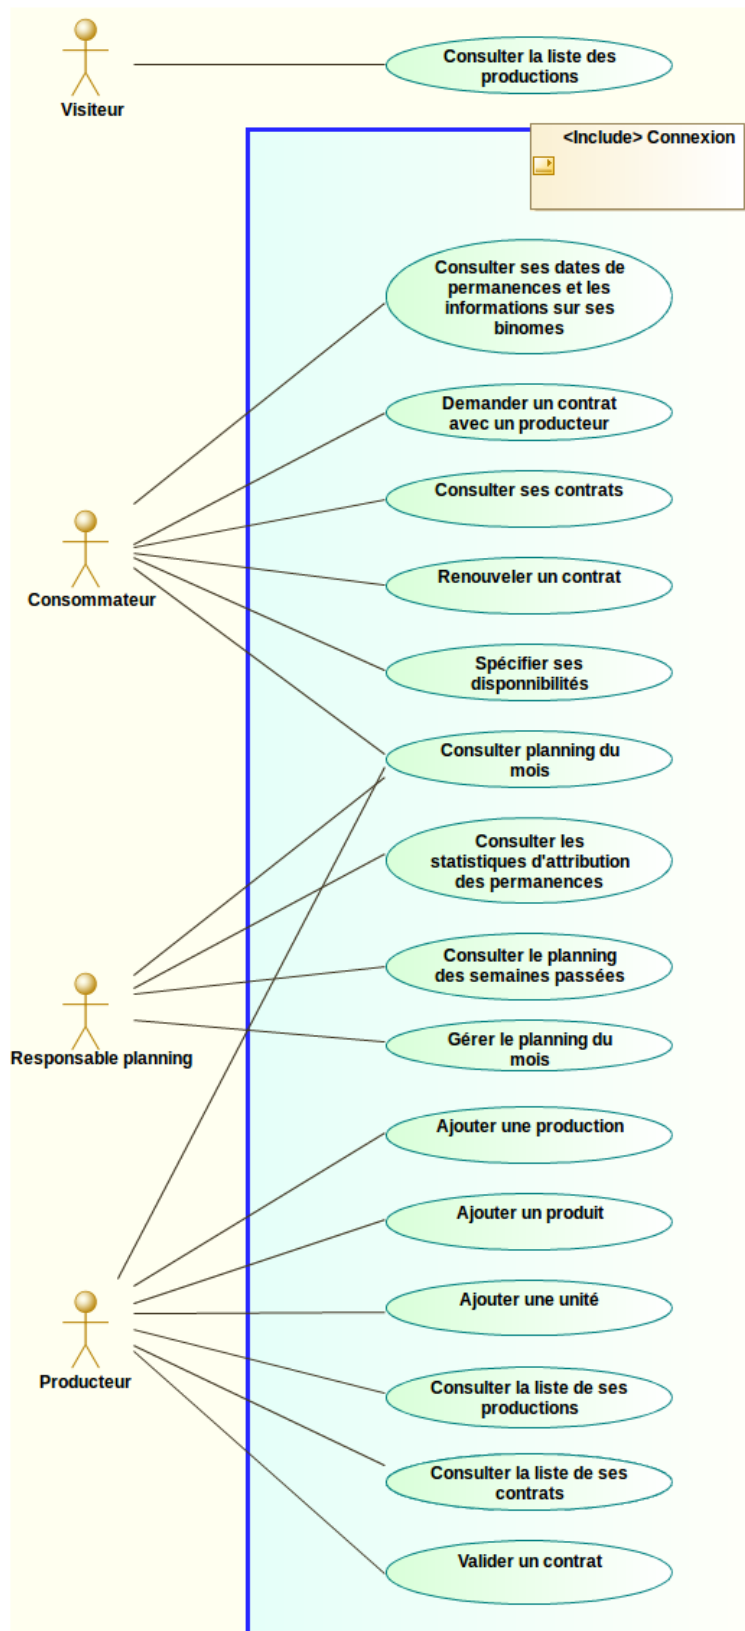 Consulter la liste des
productions
Visiteur
<Include> Connexion
Consulter ses dates de
permanences et les
informations sur ses
binomes
Demander un contrat
avec un producteur
Consulter ses contrats
Consommateur
Renouveler un contrat
Spécifier ses
disponnibilités
Consulter planning du
mois
Consulter les
statistiques d'attribution
des permanences
Consulter le planning
des semaines passées
Responsable planning
Gérer le planning du
mois
Ajouter une production
Ajouter un produit
Ajouter une unité
Producteur
Consulter la liste de ses
productions
Consulter la liste de ses
contrats
Valider un contrat